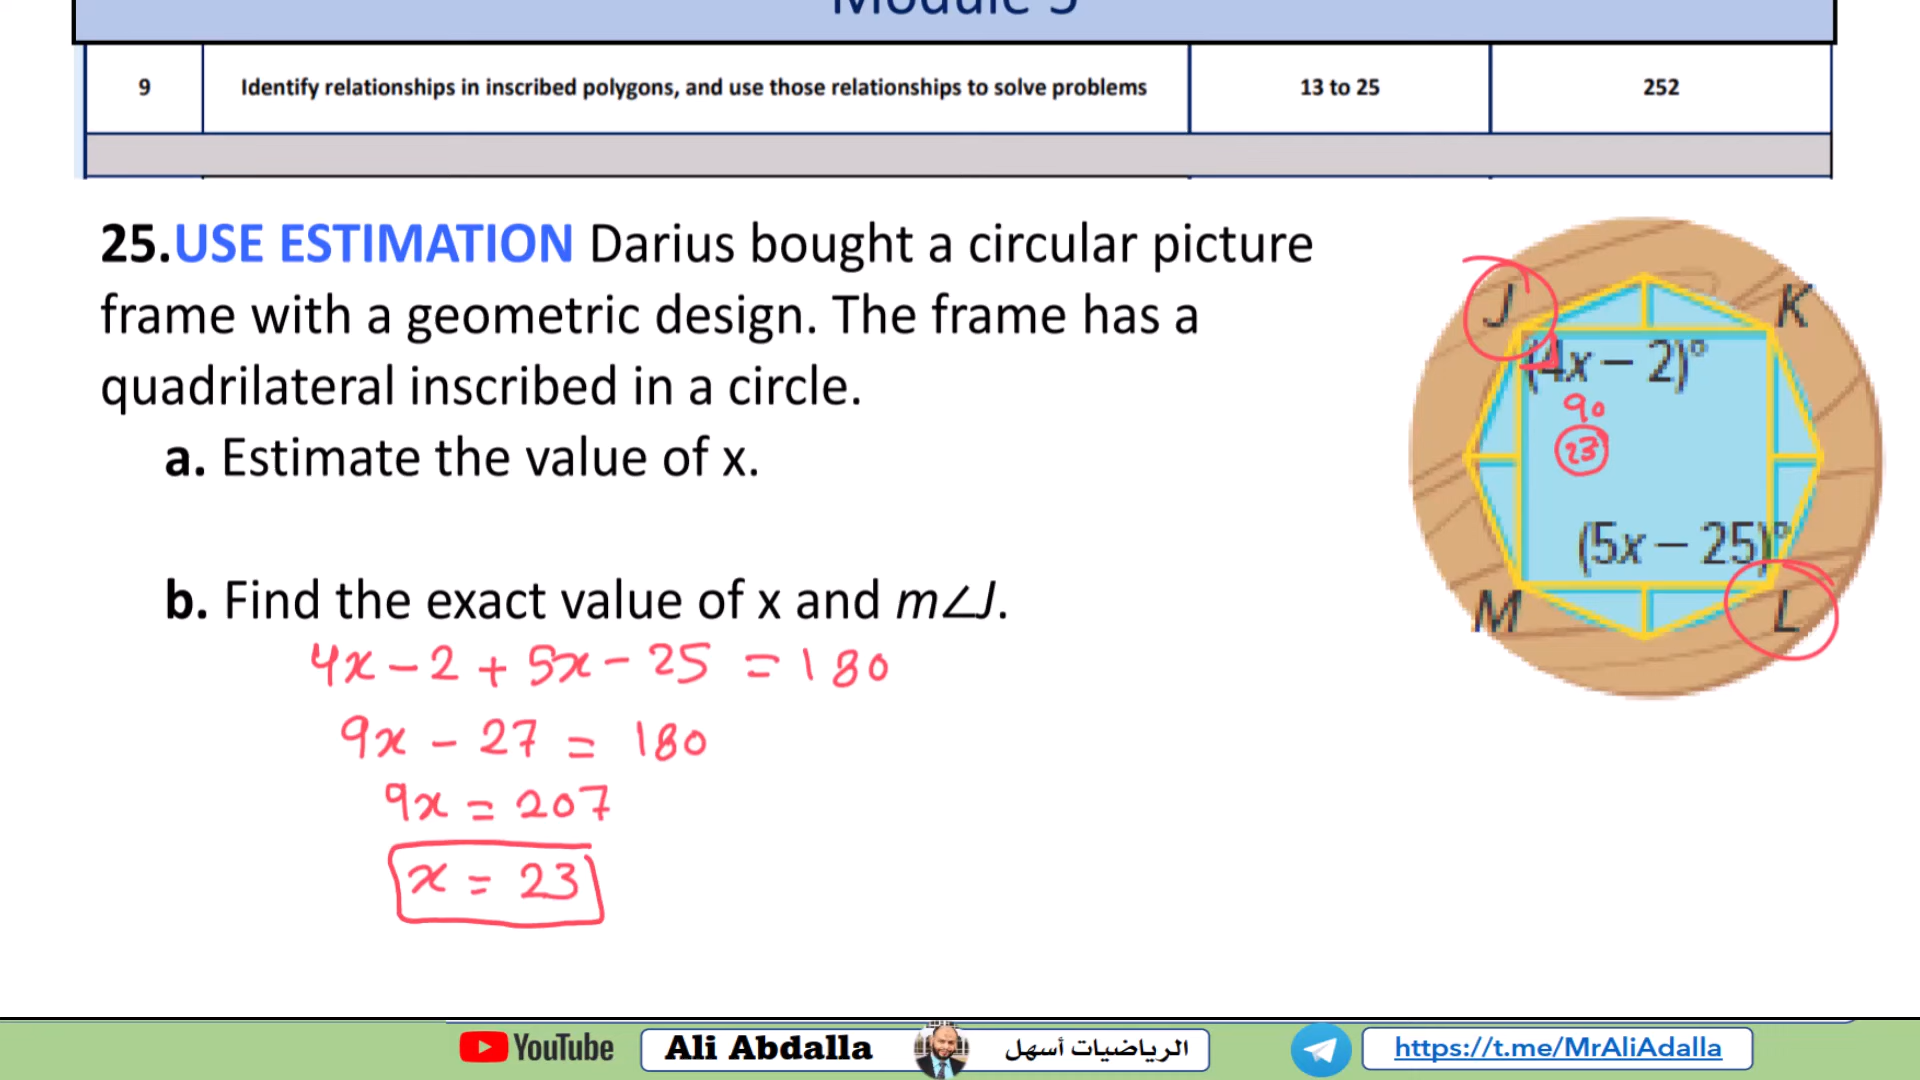 Module 5
9 Identify relationships in inscribed polygons, and use those relationships to solve problems 13 to 25 252
25.USE ESTIMATION Darius bought a circular picture
frame with a geometric design. The frame has a
quadrilateral inscribed in a circle.
a. Estimate the value of x.
b. Find the exact value of x and m∠J.
4x - 2 + 5x - 25 = 180
9x - 27 = 180
9x = 207
x = 23
J K
(4x – 2)°
90
23
(5x – 25)°
M L
YouTube Ali Abdalla الرياضيات أسهل https://t.me/MrAliAdalla